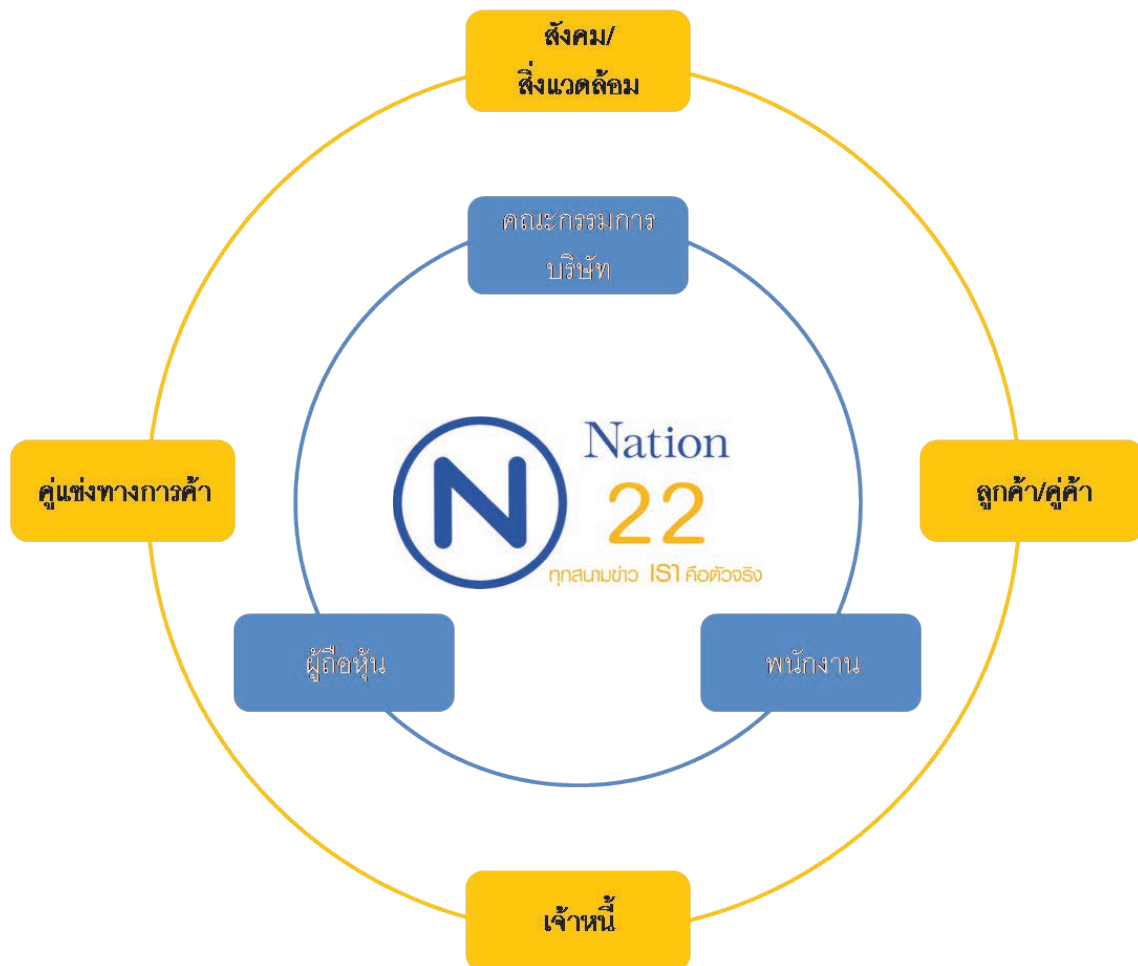 สังคม/
สิ่งแวดล้อม
คณะกรรมการ
บริษัท
N
Nation
22
ทุกสนามข่าว เราคือตัวจริง
คู่แข่งทางการค้า
ลูกค้า/คู่ค้า
ผู้ถือหุ้น
พนักงาน
เจ้าหนี้